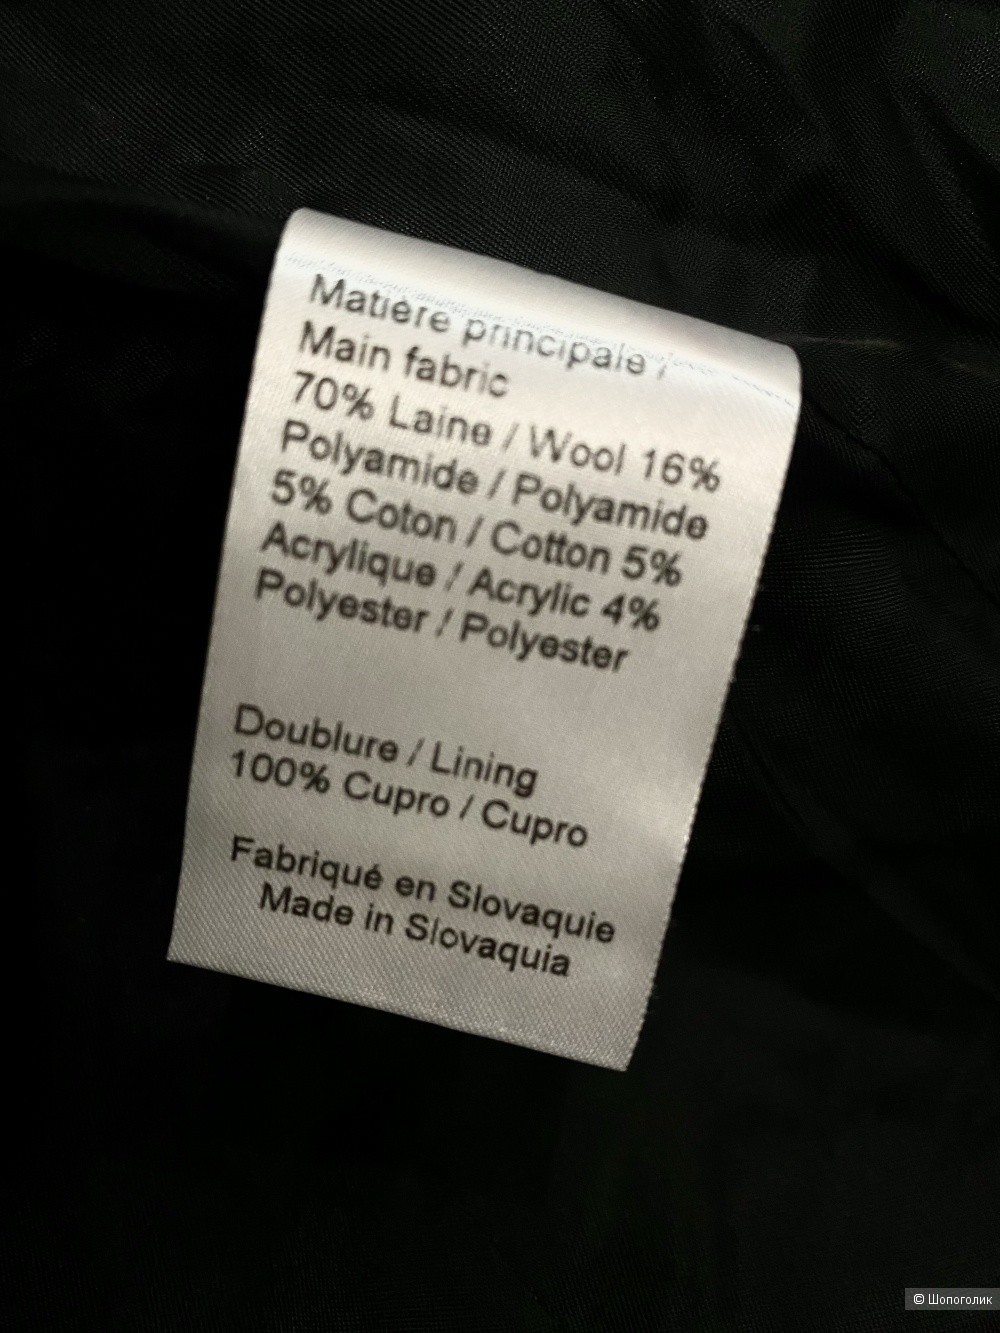 Matière principale /
Main fabric
70% Laine / Wool 16%
Polyamide / Polyamide
5% Coton / Cotton 5%
Acrylique / Acrylic 4%
Polyester / Polyester
Doublure / Lining
100% Cupro / Cupro
Fabriqué en Slovaquie
Made in Slovaquia
© Шопоголик